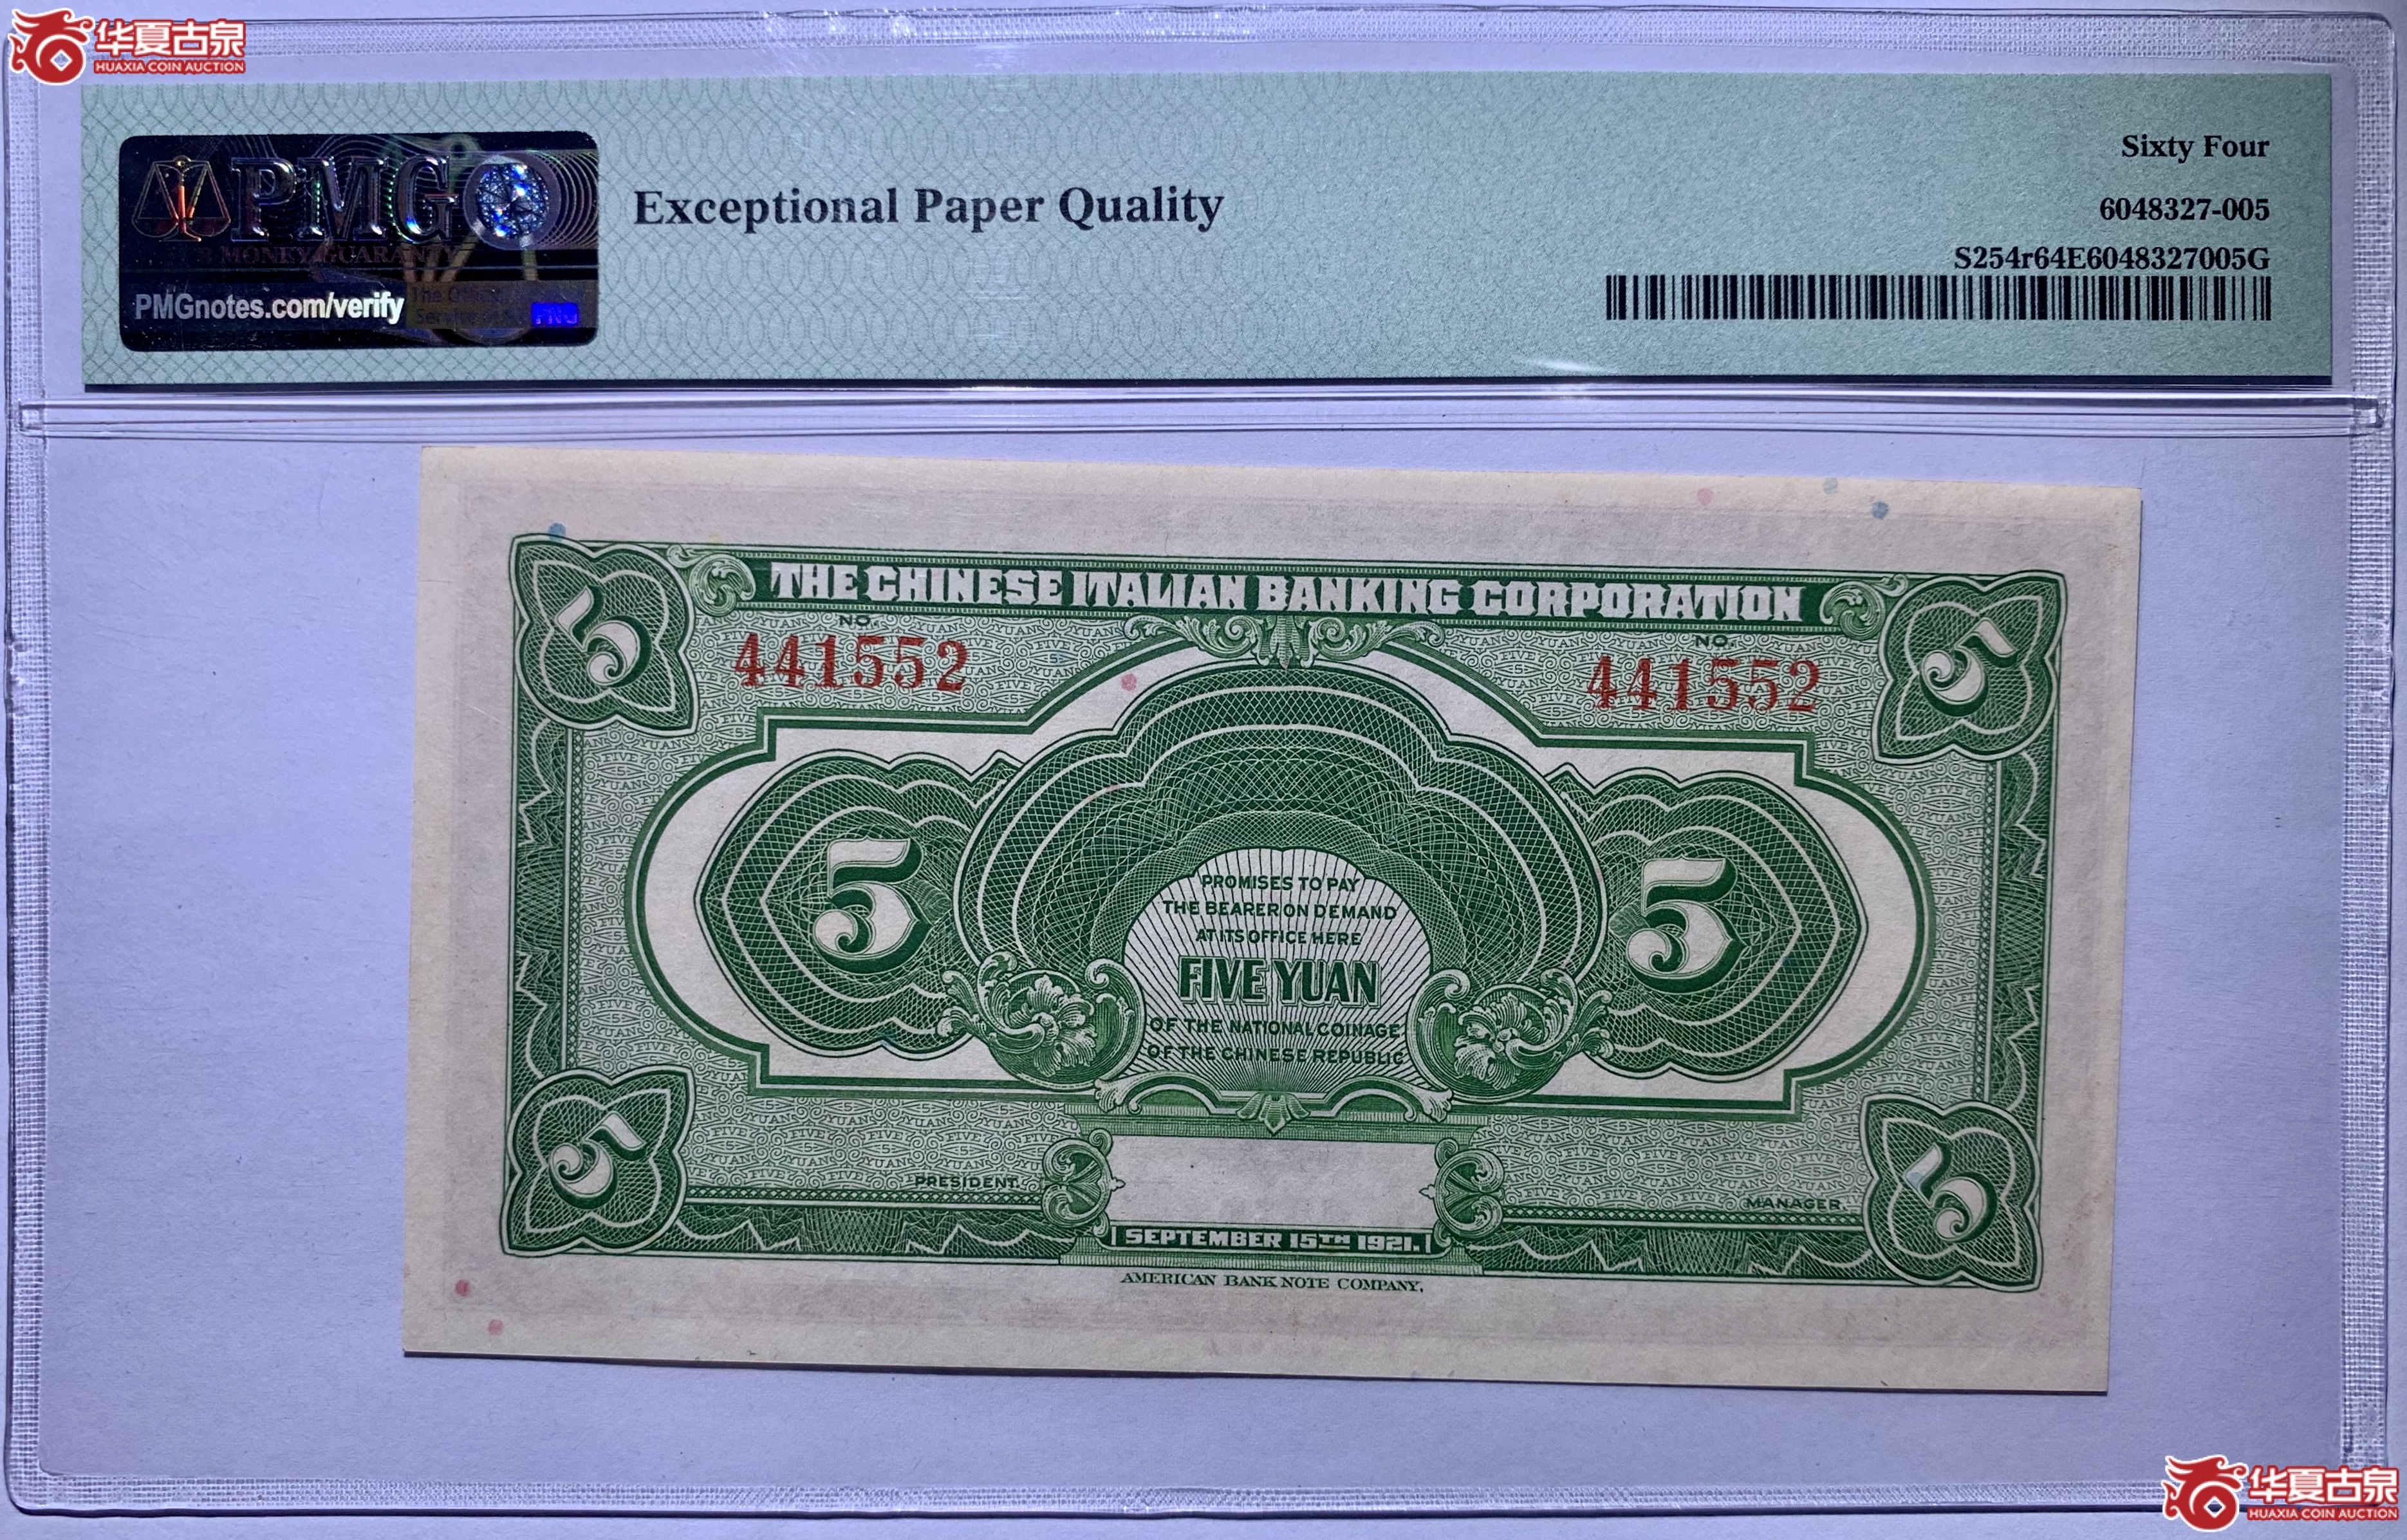 华夏古泉
HUAXIA COIN AUCTION
PMG
PMGnotes.com/verify
Exceptional Paper Quality
Sixty Four
6048327-005
S254r64E6048327005G
THE CHINESE ITALIAN BANKING CORPORATION
NO. NO.
441552 441552
5 5
5 5
PROMISES TO PAY
THE BEARER ON DEMAND
AT ITS OFFICE HERE
FIVE YUAN
OF THE NATIONAL COINAGE
OF THE CHINESE REPUBLIC
5 5
PRESIDENT. MANAGER.
SEPTEMBER 15TH 1921.
AMERICAN BANK NOTE COMPANY.
华夏古泉
HUAXIA COIN AUCTION